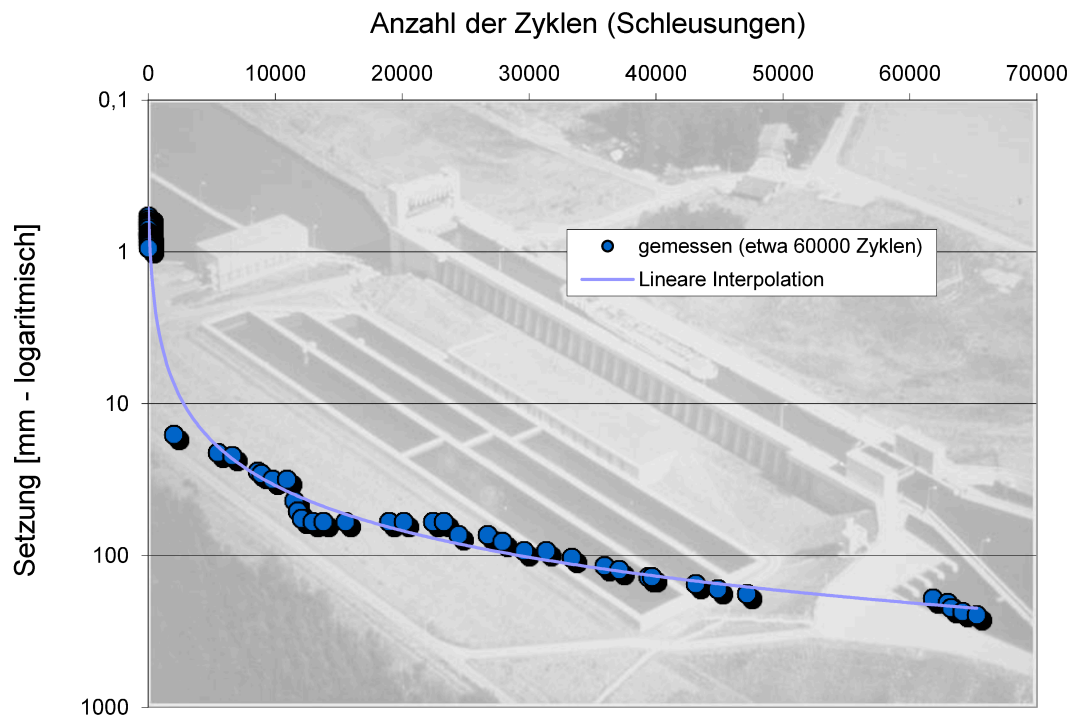 Anzahl der Zyklen (Schleusungen)
0 10000 20000 30000 40000 50000 60000 70000
0,1
1
10
100
1000
Setzung [mm - logaritmisch]
gemessen (etwa 60000 Zyklen)
Lineare Interpolation